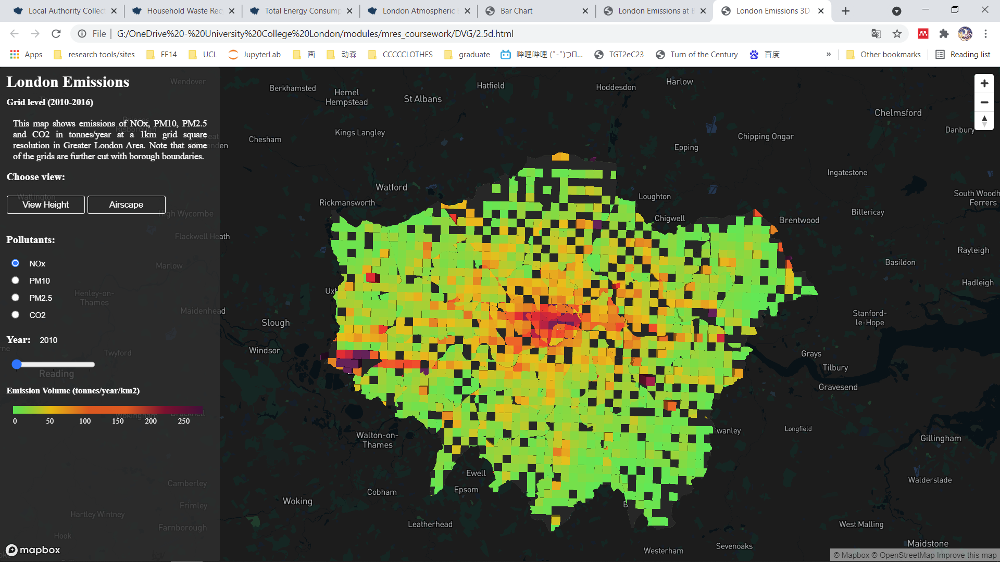 Local Authority Collect
Household Waste Rec
Total Energy Consump
London Atmospheric
Bar Chart
London Emissions at B
London Emissions 3D
File
G:/OneDrive%20-%20University%20College%20London/modules/mres_coursework/DVG/2.5d.html
Apps
research tools/sites
FF14
UCL
JupyterLab
画
动森
CCCCCLOTHES
graduate
哔哩哔哩
TGT2eC23
Turn of the Century
百度
»
Other bookmarks
Reading list
London Emissions
Grid level (2010-2016)
This map shows emissions of NOx, PM10, PM2.5
and CO2 in tonnes/year at a 1km grid square
resolution in Greater London Area. Note that some
of the grids are further cut with borough boundaries.
Choose view:
View Height
Airscape
Pollutants:
NOx
PM10
PM2.5
CO2
Year: 2010
Emission Volume (tonnes/year/km2)
0 50 100 150 200 250
Wendover
High Wycombe
Flackwell Heath
Marlow
Henley-on-
Thames
Maidenhead
Twyford
Reading
Wokingham
Bracknell
Camberley
Frimley
Hartley Wintney
Farnborough
Hook
mapbox
Berkhamsted
Hemel
Hempstead
St Albans
Hatfield
Hoddesdon
Harlow
Chelmsford
Danbury
Chesham
Kings Langley
Epping
Chipping Ongar
Ingatestone
Watford
Rickmansworth
Loughton
Chigwell
Brentwood
Billericay
South Woodh
Ferrers
Rayleigh
Basildon
Hadleigh
Uxb
Slough
Windsor
Stanford-
le-Hope
Grays
Tilbury
Gravesend
Walton-on-
Thames
Swanley
Longfield
Gillingham
Ewell
Epsom
Cobham
Woking
Leatherhead
B
Walderslade
West Malling
Maidstone
Sevenoaks
Westerham
© Mapbox © OpenStreetMap Improve this map